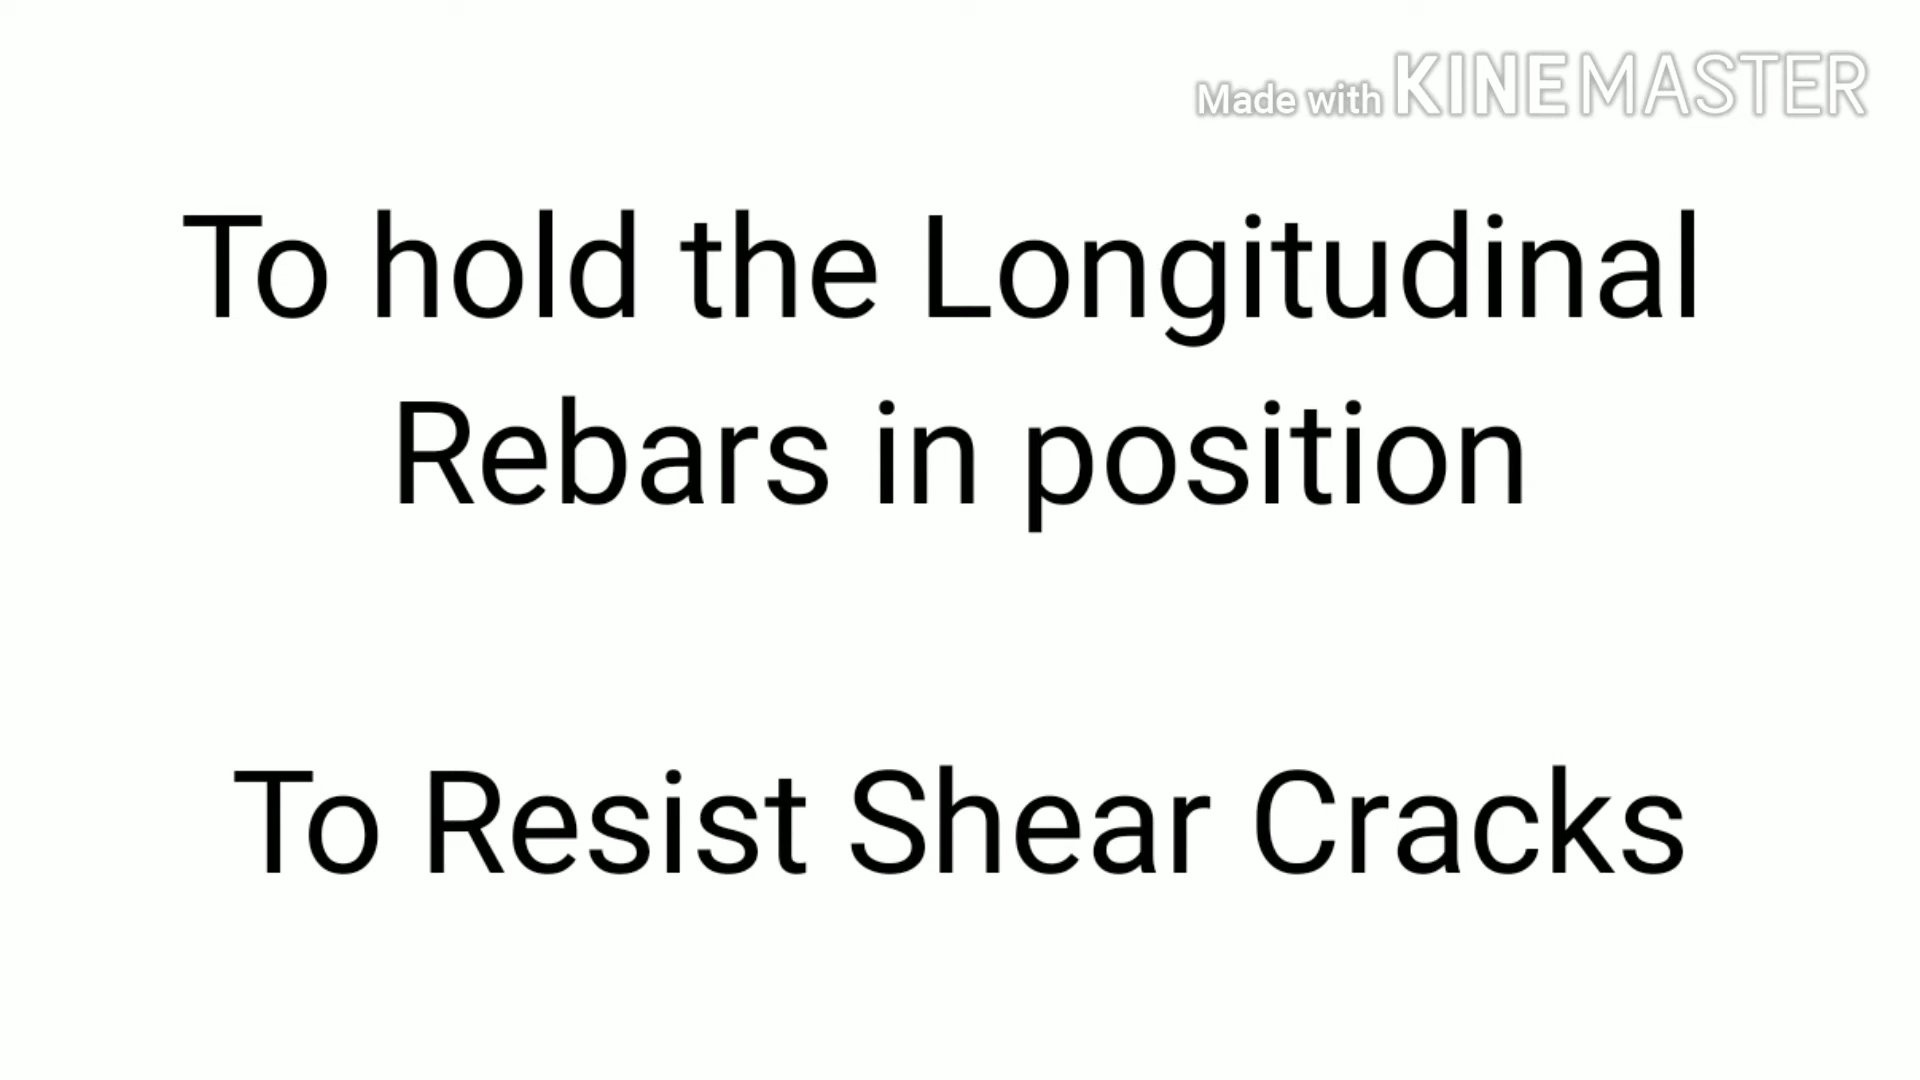 Made with KINEMASTER
To hold the Longitudinal
Rebars in position
To Resist Shear Cracks